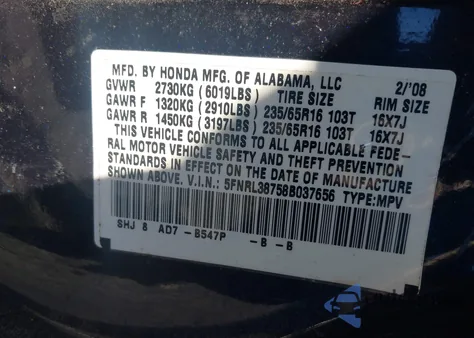 MFD. BY HONDA MFG. OF ALABAMA, LLC 2/'08
GVWR 2730KG (6019LBS) TIRE SIZE RIM SIZE
GAWR F 1320KG (2910LBS) 235/65R16 103T 16X7J
GAWR R 1450KG (3197LBS) 235/65R16 103T 16X7J
THIS VEHICLE CONFORMS TO ALL APPLICABLE FEDE-
RAL MOTOR VEHICLE SAFETY AND THEFT PREVENTION
STANDARDS IN EFFECT ON THE DATE OF MANUFACTURE
SHOWN ABOVE. V.I.N.: 5FNRL38758B037656 TYPE:MPV
SHJ 8 AD7 - B547P -B -B